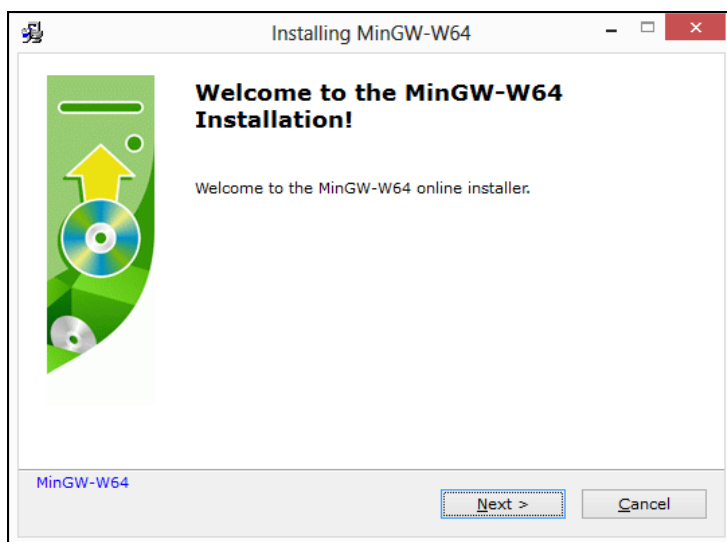 Installing MinGW-W64
Welcome to the MinGW-W64
Installation!
Welcome to the MinGW-W64 online installer.
MinGW-W64
Next >
Cancel